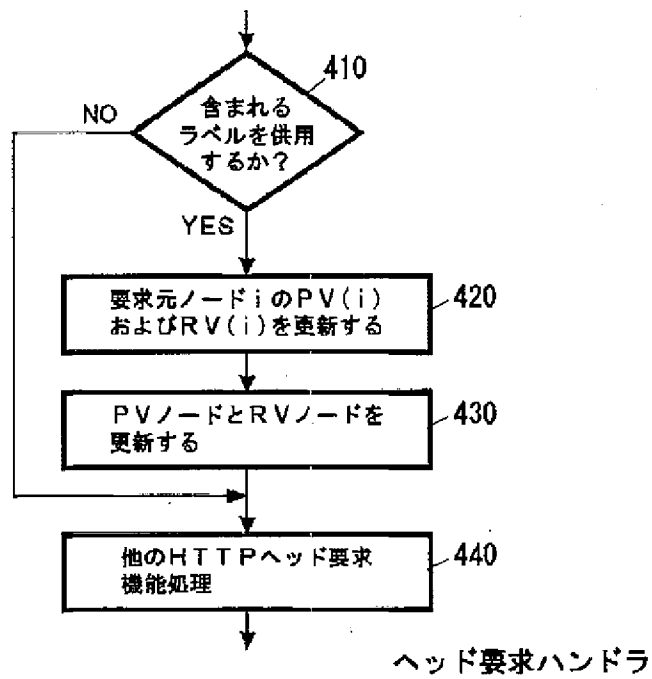 410
含まれる
ラベルを供用
するか?
NO
YES
要求元ノードiのPV(i)
およびRV(i)を更新する
420
PVノードとRVノードを
更新する
430
他のHTTPヘッド要求
機能処理
440
ヘッド要求ハンドラ